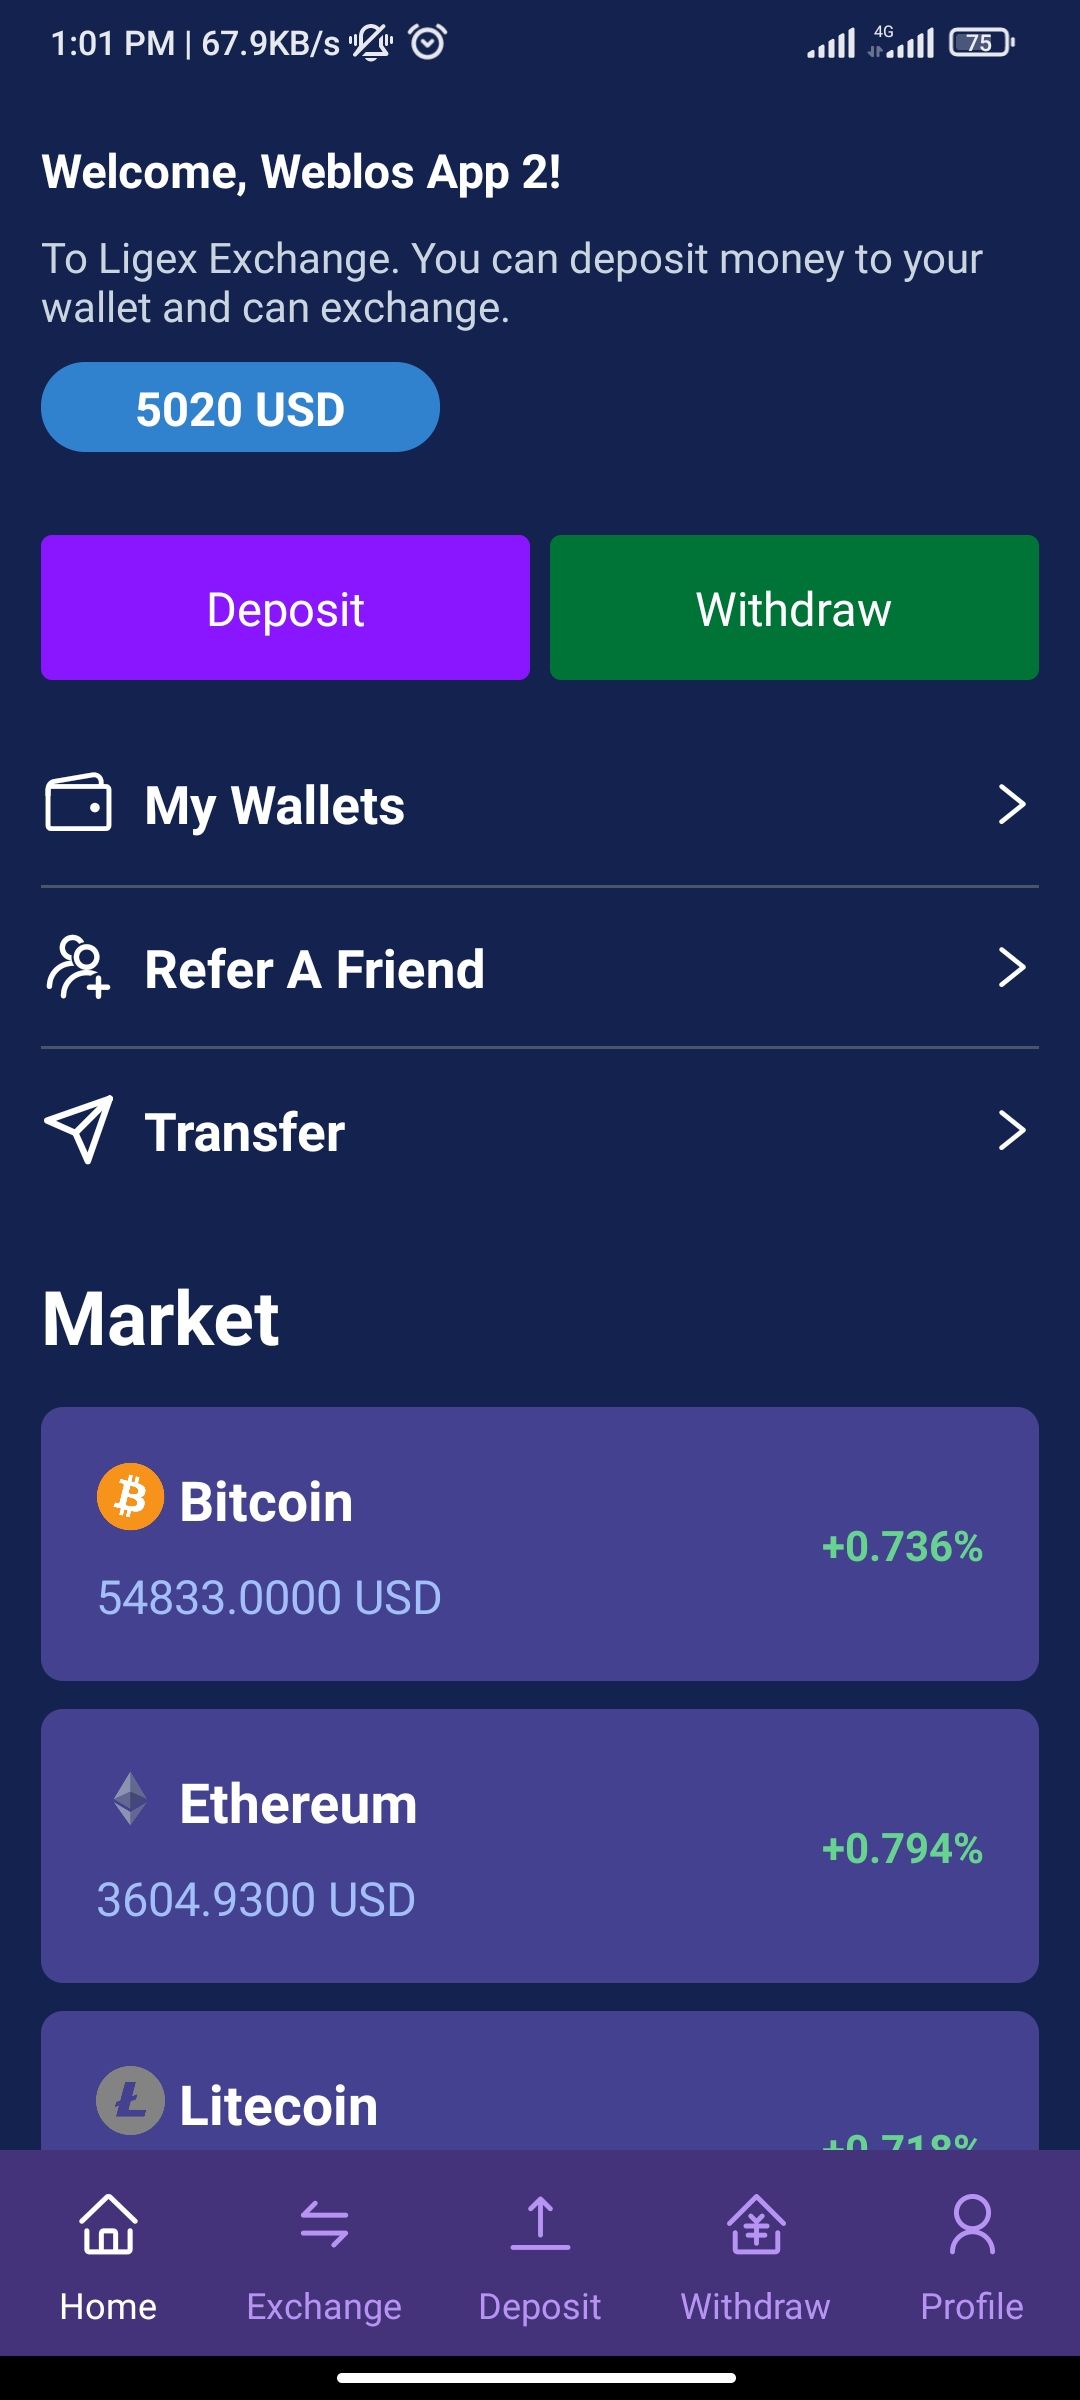 1:01 PM | 67.9KB/s
4G
75
Welcome, Weblos App 2!
To Ligex Exchange. You can deposit money to your
wallet and can exchange.
5020 USD
Deposit
Withdraw
My Wallets
Refer A Friend
Transfer
Market
Bitcoin
+0.736%
54833.0000 USD
Ethereum
+0.794%
3604.9300 USD
Litecoin
+0.718%
Home
Exchange
Deposit
Withdraw
Profile